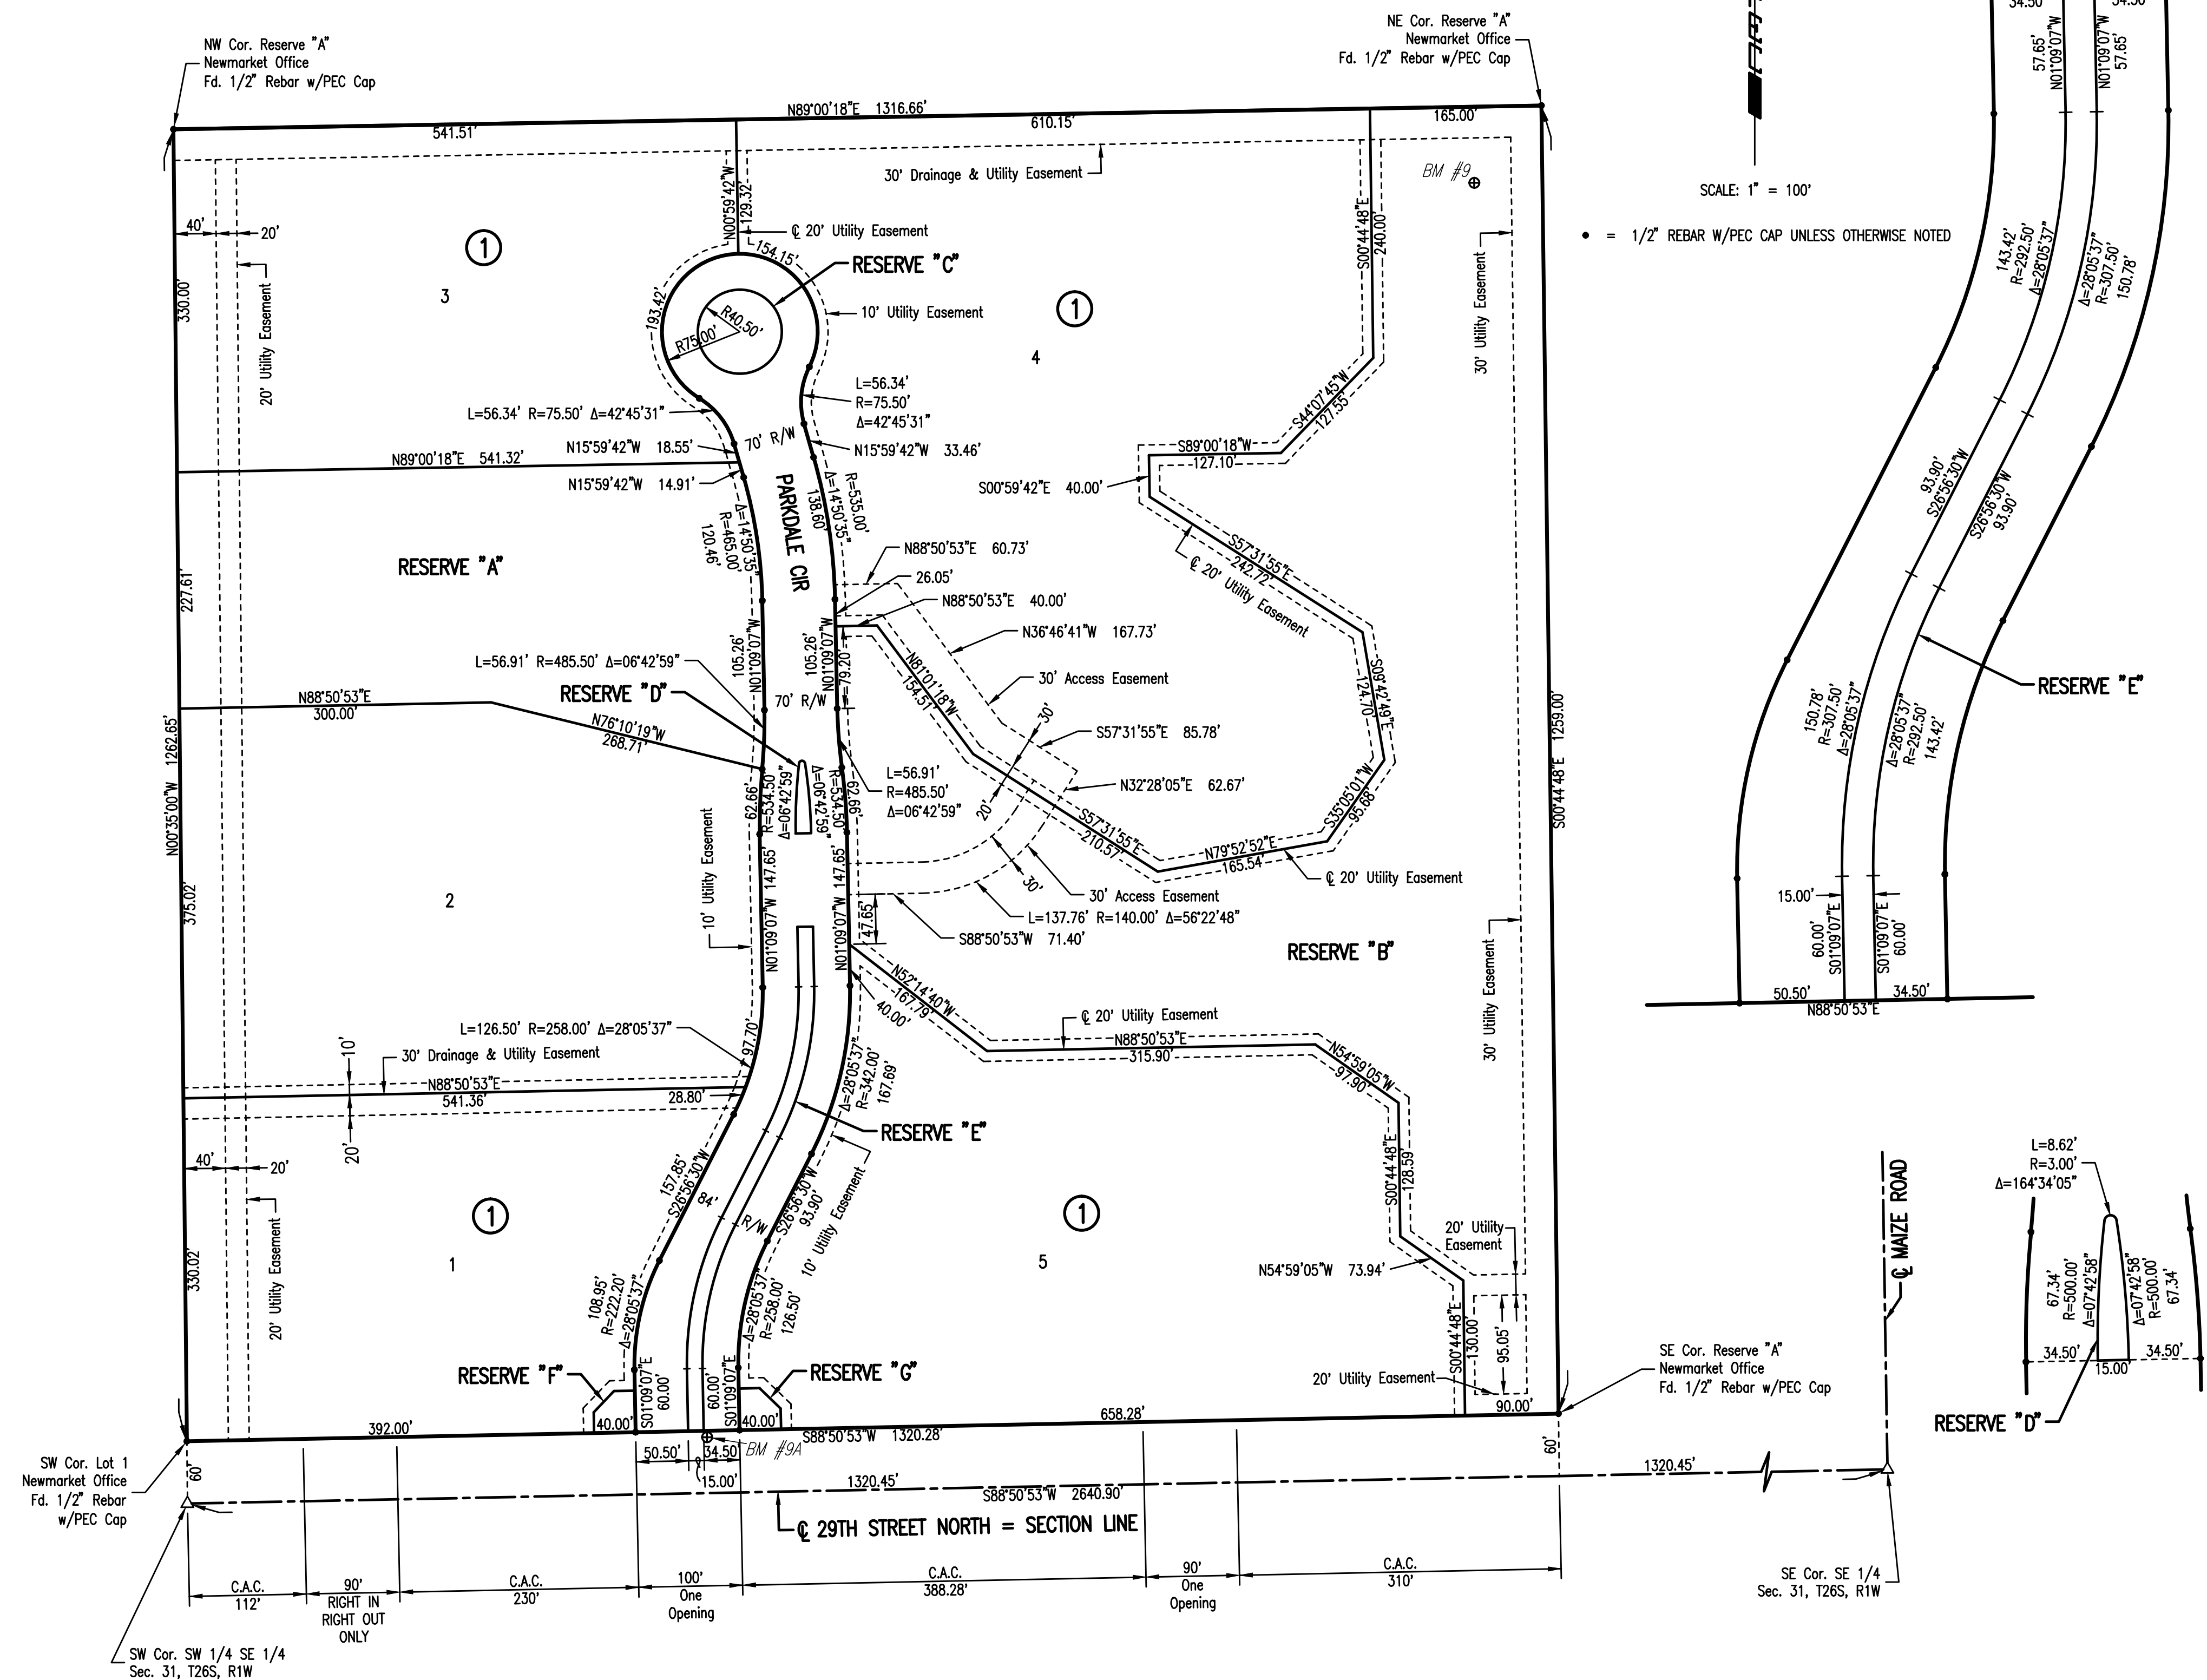 NW Cor. Reserve "A"
Newmarket Office
Fd. 1/2" Rebar w/PEC Cap
NE Cor. Reserve "A"
Newmarket Office
Fd. 1/2" Rebar w/PEC Cap
N89°00'18"E 1316.66'
541.51'
610.15'
165.00'
30' Drainage & Utility Easement
BM #9
N00°59'42"W
129.32'
℄ 20' Utility Easement
154.15'
193.42'
RESERVE "C"
R40.50'
R75.00'
10' Utility Easement
40'
20'
1
3
330.00'
20' Utility Easement
1
4
S00°44'48"E
240.00'
30' Utility Easement
L=56.34'
R=75.50'
Δ=42°45'31"
L=56.34' R=75.50' Δ=42°45'31"
70' R/W
N15°59'42"W 18.55'
N15°59'42"W 33.46'
N89°00'18"E 541.32'
N15°59'42"W 14.91'
S44°07'45"W
127.55'
S89°00'18"W
127.10'
S00°59'42"E 40.00'
PARKDALE CIR
Δ=14°50'35"
R=465.00'
120.46'
R=535.00'
Δ=14°50'35"
138.60'
RESERVE "A"
227.61'
N88°50'53"E 60.73'
26.05'
N88°50'53"E 40.00'
N36°46'41"W 167.73'
S57°31'55"E
242.72'
℄ 20' Utility Easement
105.26'
N01°09'07"W
105.26'
N01°09'07"W
79.20'
N81°01'18"W
154.51'
30' Access Easement
S09°42'49"E
124.70'
L=56.91' R=485.50' Δ=06°42'59"
RESERVE "D"
N88°50'53"E
300.00'
70' R/W
N76°10'19"W
268.71'
30'
S57°31'55"E 85.78'
N32°28'05"E 62.67'
20'
L=56.91'
R=485.50'
Δ=06°42'59"
N00°35'00"W 1262.65'
S00°44'48"E 1259.00'
62.66'
R=534.50'
Δ=06°42'59"
Δ=06°42'59"
R=534.50'
62.66'
S57°31'55"E
210.57'
S35°05'01"W
95.68'
N79°52'52"E
165.54'
℄ 20' Utility Easement
30'
30' Access Easement
L=137.76' R=140.00' Δ=56°22'48"
S88°50'53"W 71.40'
47.65'
375.02'
2
10' Utility Easement
N01°09'07"W 147.65'
N01°09'07"W 147.65'
RESERVE "B"
30' Utility Easement
N52°14'40"W
167.79'
40.00'
℄ 20' Utility Easement
N88°50'53"E
315.90'
N54°59'05"W
97.90'
L=126.50' R=258.00' Δ=28°05'37"
97.70'
10'
30' Drainage & Utility Easement
N88°50'53"E
541.36'
28.80'
20'
Δ=28°05'37"
R=342.00'
167.69'
RESERVE "E"
40'
20'
157.85'
S26°56'30"W
84' R/W
S26°56'30"W
93.90'
10' Utility Easement
S00°44'48"E
128.59'
1
1
330.02'
20' Utility Easement
1
5
N54°59'05"W 73.94'
20' Utility
Easement
108.95'
R=222.20'
Δ=28°05'37"
Δ=28°05'37"
R=258.00'
126.50'
RESERVE "F"
RESERVE "G"
S01°09'07"E
60.00'
60.00'
S01°09'07"E
40.00'
40.00'
S00°44'48"E
130.00'
95.05'
20' Utility Easement
90.00'
392.00'
658.28'
S88°50'53"W 1320.28'
50.50'
34.50'
15.00'
BM #9A
SW Cor. Lot 1
Newmarket Office
Fd. 1/2" Rebar
w/PEC Cap
60'
60'
1320.45'
1320.45'
S88°50'53"W 2640.90'
℄ 29TH STREET NORTH = SECTION LINE
C.A.C.
112'
90'
RIGHT IN
RIGHT OUT
ONLY
C.A.C.
230'
100'
One
Opening
C.A.C.
388.28'
90'
One
Opening
C.A.C.
310'
SW Cor. SW 1/4 SE 1/4
Sec. 31, T26S, R1W
SE Cor. Reserve "A"
Newmarket Office
Fd. 1/2" Rebar w/PEC Cap
SE Cor. SE 1/4
Sec. 31, T26S, R1W
℄ MAIZE ROAD
SCALE: 1" = 100'
• = 1/2" REBAR W/PEC CAP UNLESS OTHERWISE NOTED
34.50'
34.50'
57.65'
N01°09'07"W
N01°09'07"W
57.65'
143.42'
R=292.50'
Δ=28°05'37"
Δ=28°05'37"
R=307.50'
150.78'
93.90'
S26°56'30"W
S26°56'30"W
93.90'
RESERVE "E"
150.78'
R=307.50'
Δ=28°05'37"
Δ=28°05'37"
R=292.50'
143.42'
15.00'
60.00'
S01°09'07"E
S01°09'07"E
60.00'
50.50'
34.50'
N88°50'53"E
L=8.62'
R=3.00'
Δ=164°34'05"
67.34'
R=500.00'
Δ=07°42'58"
Δ=07°42'58"
R=500.00'
67.34'
34.50'
15.00'
34.50'
RESERVE "D"